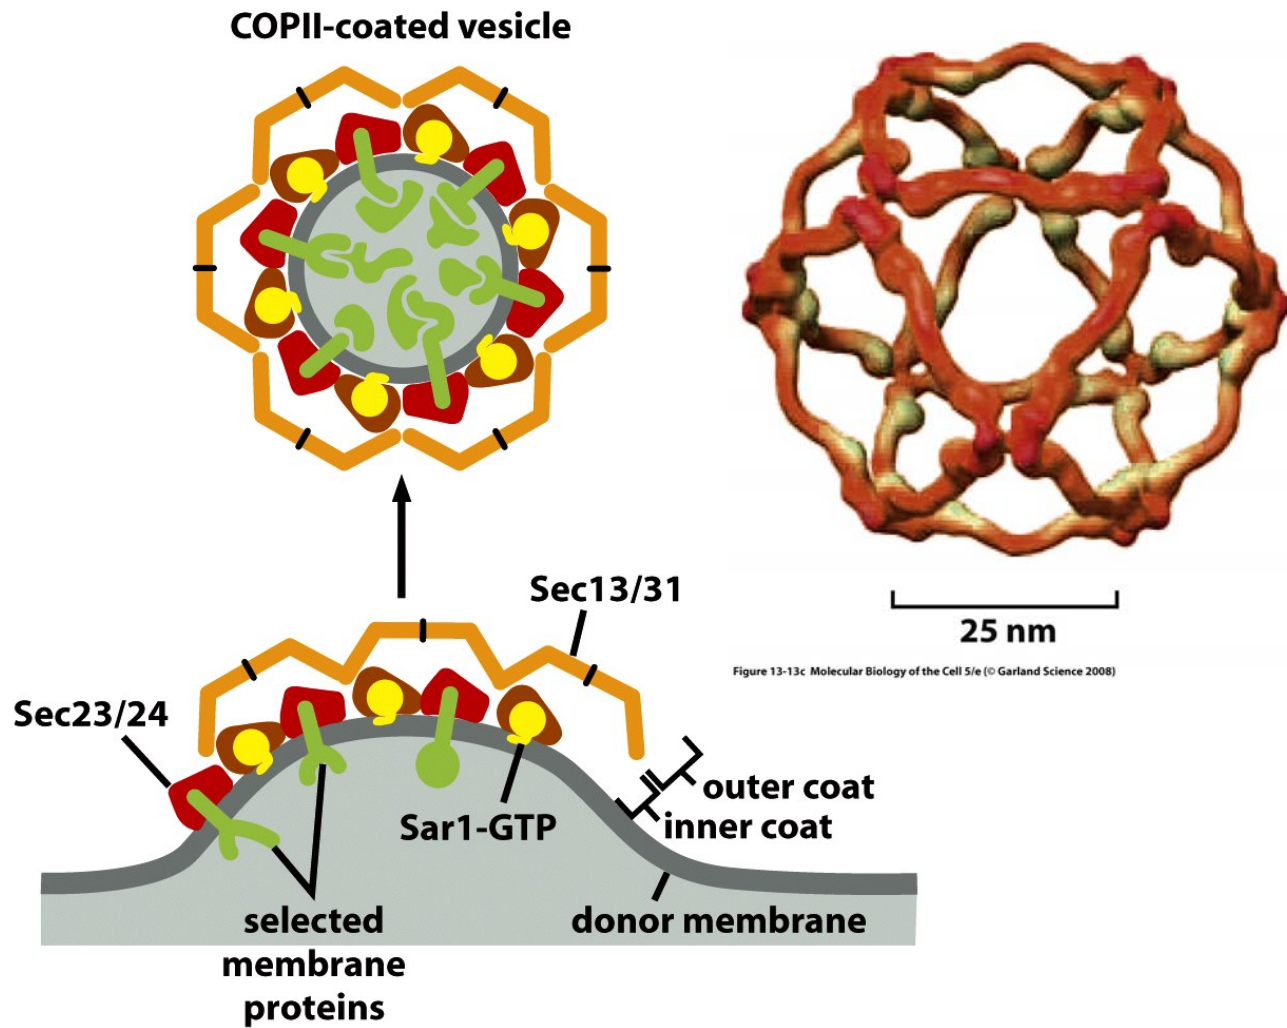 COPII-coated vesicle
25 nm
Figure 13-13c Molecular Biology of the Cell 5/e (© Garland Science 2008)
Sec13/31
Sec23/24
outer coat
inner coat
Sar1-GTP
selected
membrane
proteins
donor membrane